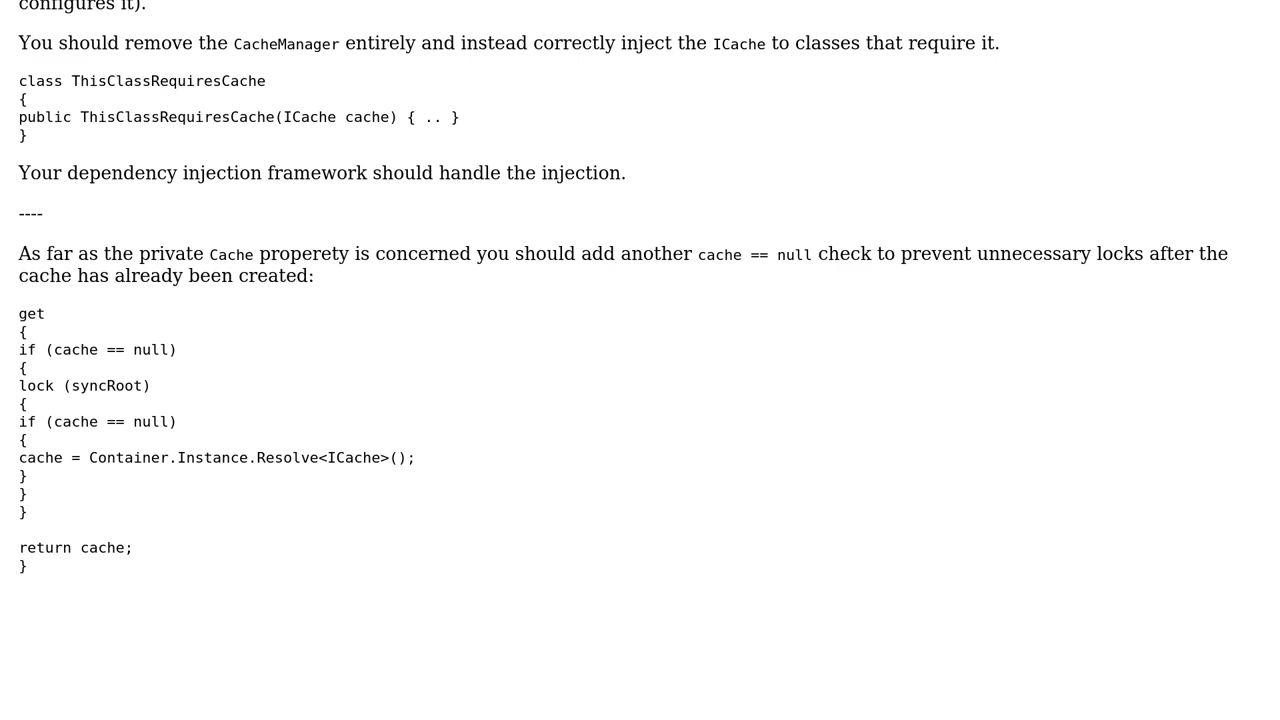 configures it).
You should remove the CacheManager entirely and instead correctly inject the ICache to classes that require it.
class ThisClassRequiresCache
{
public ThisClassRequiresCache(ICache cache) { .. }
}
Your dependency injection framework should handle the injection.
----
As far as the private Cache properety is concerned you should add another cache == null check to prevent unnecessary locks after the
cache has already been created:
get
{
if (cache == null)
{
lock (syncRoot)
{
if (cache == null)
{
cache = Container.Instance.Resolve<ICache>();
}
}
}
return cache;
}